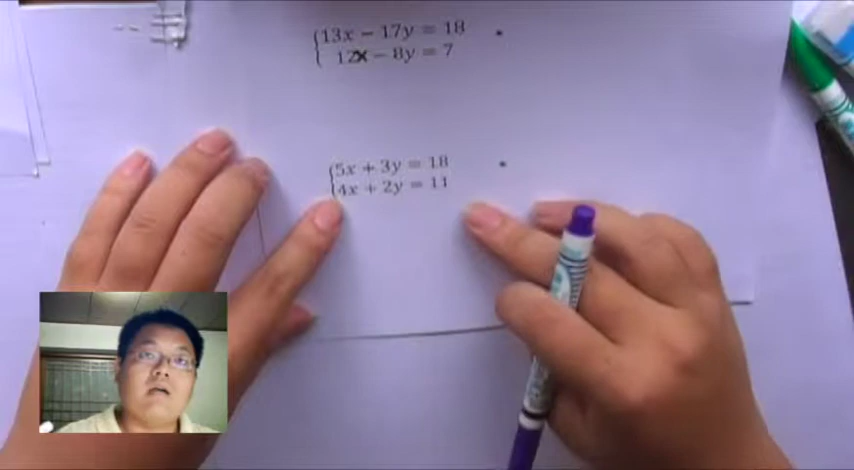 13x − 17y = 18
12x − 8y = 7
5x + 3y = 18
4x + 2y = 11